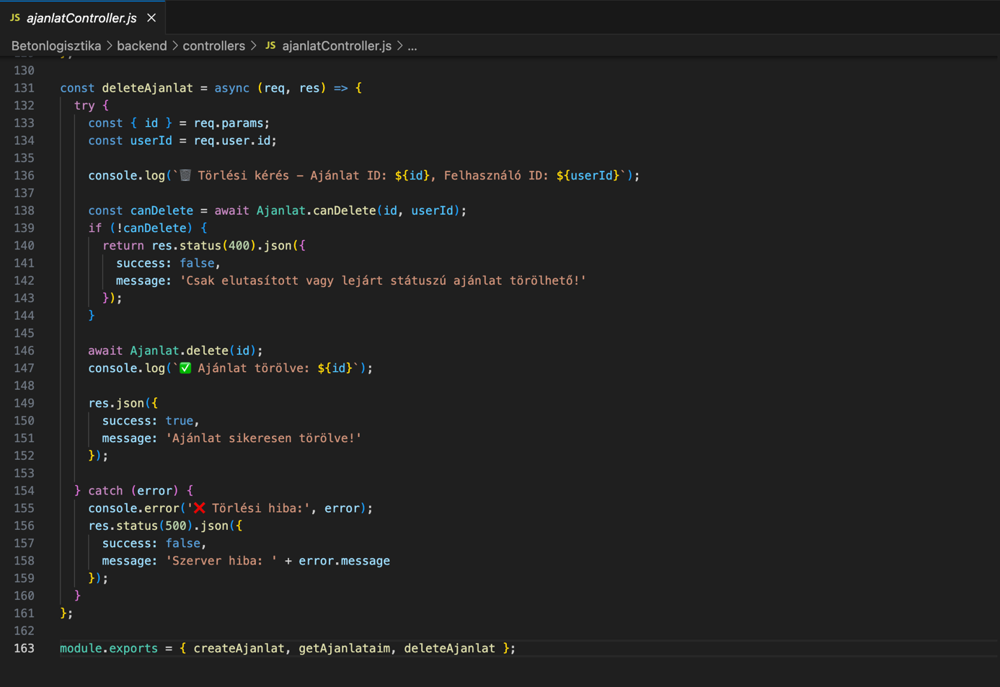 JS ajanlatController.js ×
Betonlogisztika > backend > controllers > JS ajanlatController.js > ...
130
131 const deleteAjanlat = async (req, res) => {
132   try {
133     const { id } = req.params;
134     const userId = req.user.id;
135
136     console.log(`🗑️ Törlési kérés - Ajánlat ID: ${id}, Felhasználó ID: ${userId}`);
137
138     const canDelete = await Ajanlat.canDelete(id, userId);
139     if (!canDelete) {
140       return res.status(400).json({
141         success: false,
142         message: 'Csak elutasított vagy lejárt státuszú ajánlat törölhető!'
143       });
144     }
145
146     await Ajanlat.delete(id);
147     console.log(`✅ Ajánlat törölve: ${id}`);
148
149     res.json({
150       success: true,
151       message: 'Ajánlat sikeresen törölve!'
152     });
153
154   } catch (error) {
155     console.error('❌ Törlési hiba:', error);
156     res.status(500).json({
157       success: false,
158       message: 'Szerver hiba: ' + error.message
159     });
160   }
161 };
162
163 module.exports = { createAjanlat, getAjanlataim, deleteAjanlat };